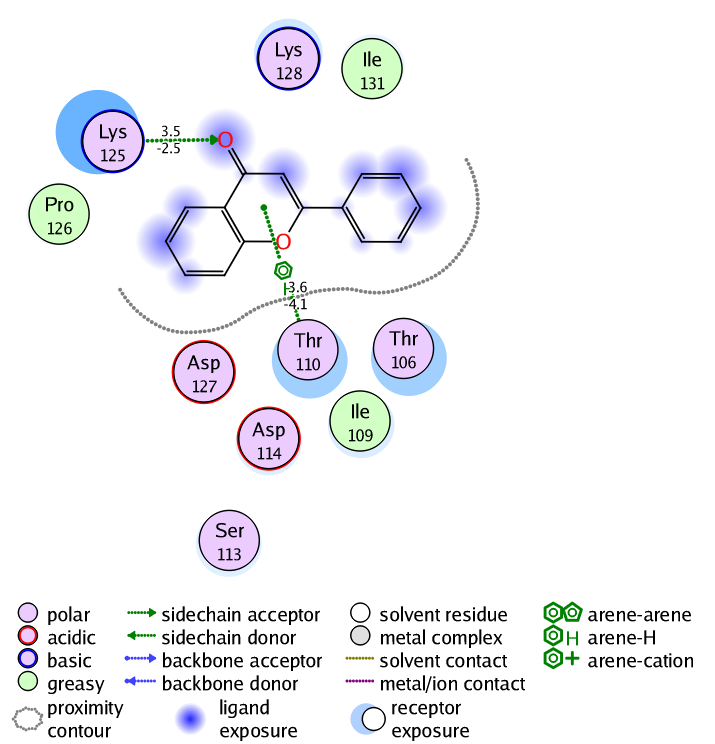 Lys
128
Ile
131
Lys
125
3.5
-2.5
O
Pro
126
O
H
3.6
-4.1
Thr
110
Thr
106
Asp
127
Ile
109
Asp
114
Ser
113
polar
sidechain acceptor
solvent residue
arene-arene
acidic
sidechain donor
metal complex
H arene-H
basic
backbone acceptor
solvent contact
+ arene-cation
greasy
backbone donor
metal/ion contact
proximity
contour
ligand
exposure
receptor
exposure